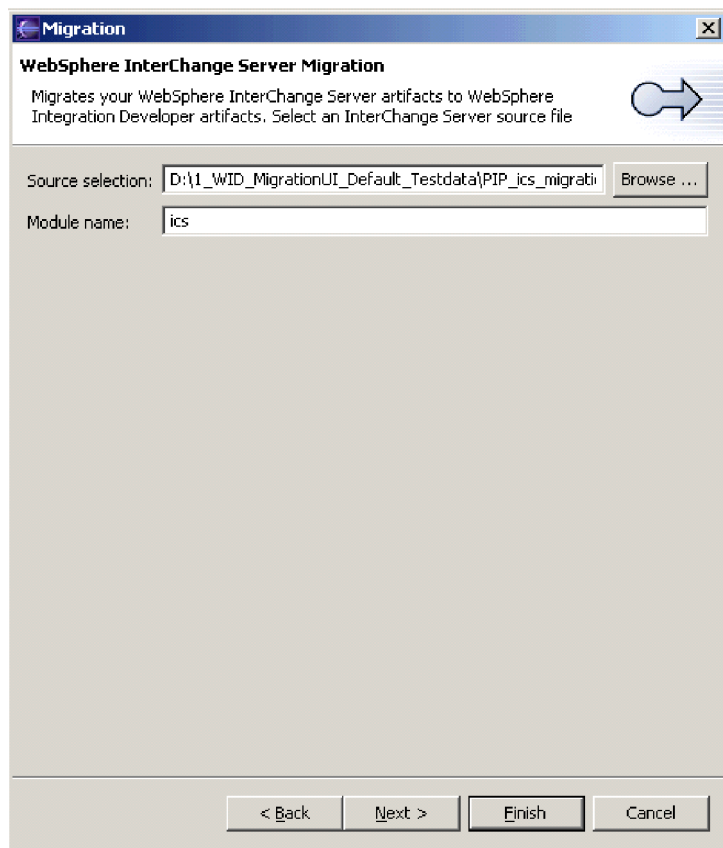 Migration
WebSphere InterChange Server Migration
Migrates your WebSphere InterChange Server artifacts to WebSphere
Integration Developer artifacts. Select an InterChange Server source file
Source selection: D:\1_WID_MigrationUI_Default_Testdata\PIP_ics_migrati Browse ...
Module name: ics
< Back Next > Finish Cancel